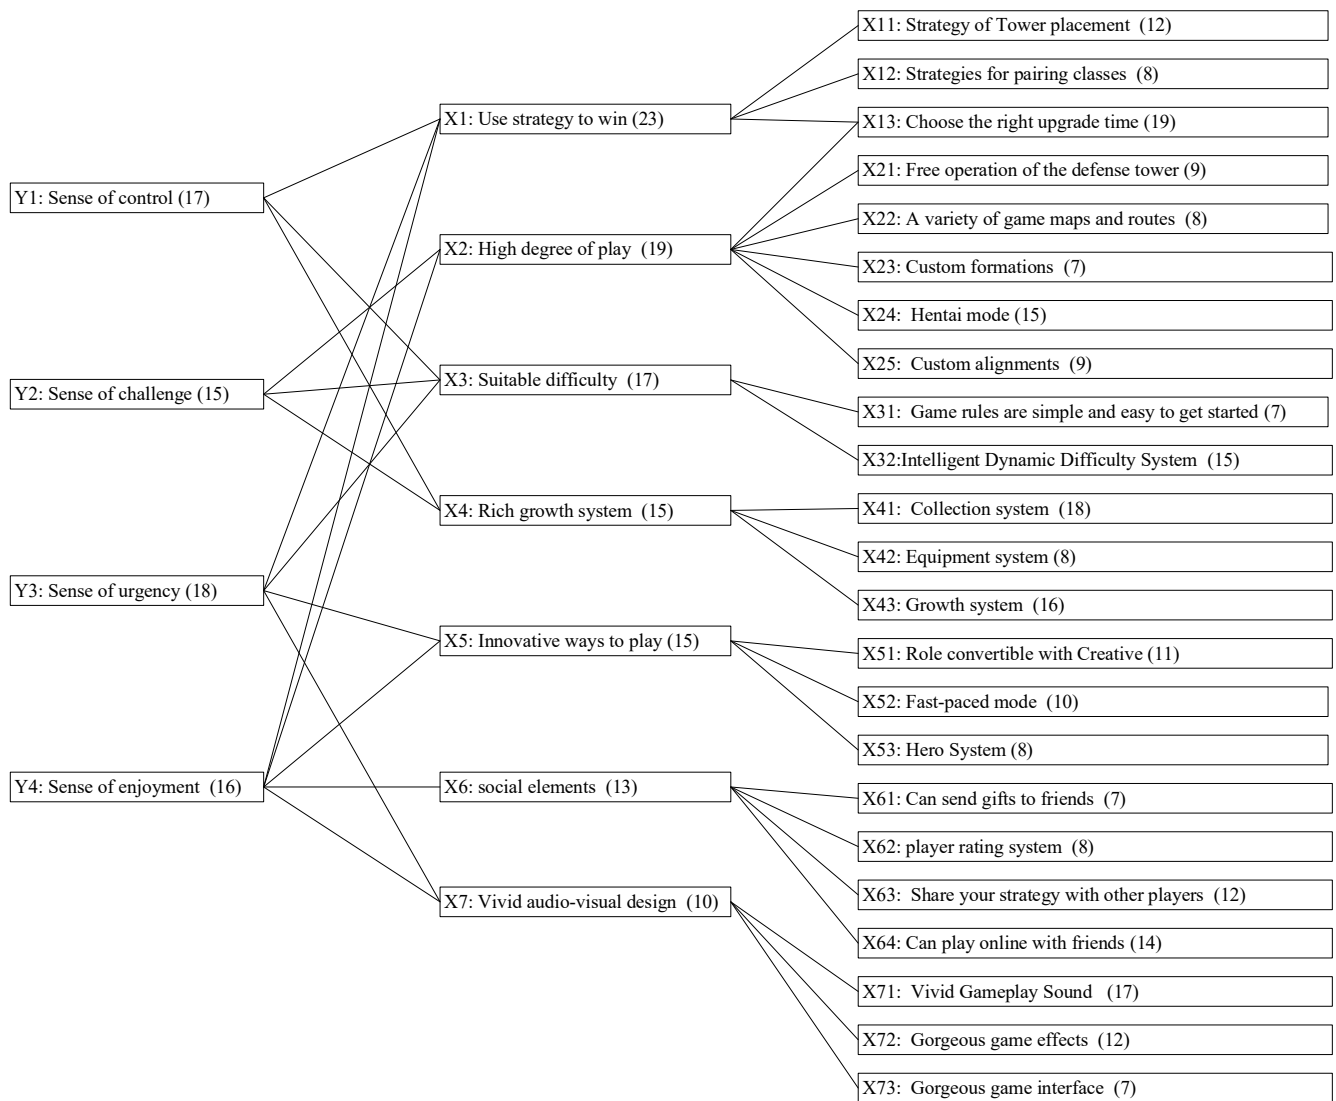 Y1: Sense of control (17)
Y2: Sense of challenge (15)
Y3: Sense of urgency (18)
Y4: Sense of enjoyment (16)
X1: Use strategy to win (23)
X2: High degree of play (19)
X3: Suitable difficulty (17)
X4: Rich growth system (15)
X5: Innovative ways to play (15)
X6: social elements (13)
X7: Vivid audio-visual design (10)
X11: Strategy of Tower placement (12)
X12: Strategies for pairing classes (8)
X13: Choose the right upgrade time (19)
X21: Free operation of the defense tower (9)
X22: A variety of game maps and routes (8)
X23: Custom formations (7)
X24: Hentai mode (15)
X25: Custom alignments (9)
X31: Game rules are simple and easy to get started (7)
X32:Intelligent Dynamic Difficulty System (15)
X41: Collection system (18)
X42: Equipment system (8)
X43: Growth system (16)
X51: Role convertible with Creative (11)
X52: Fast-paced mode (10)
X53: Hero System (8)
X61: Can send gifts to friends (7)
X62: player rating system (8)
X63: Share your strategy with other players (12)
X64: Can play online with friends (14)
X71: Vivid Gameplay Sound (17)
X72: Gorgeous game effects (12)
X73: Gorgeous game interface (7)